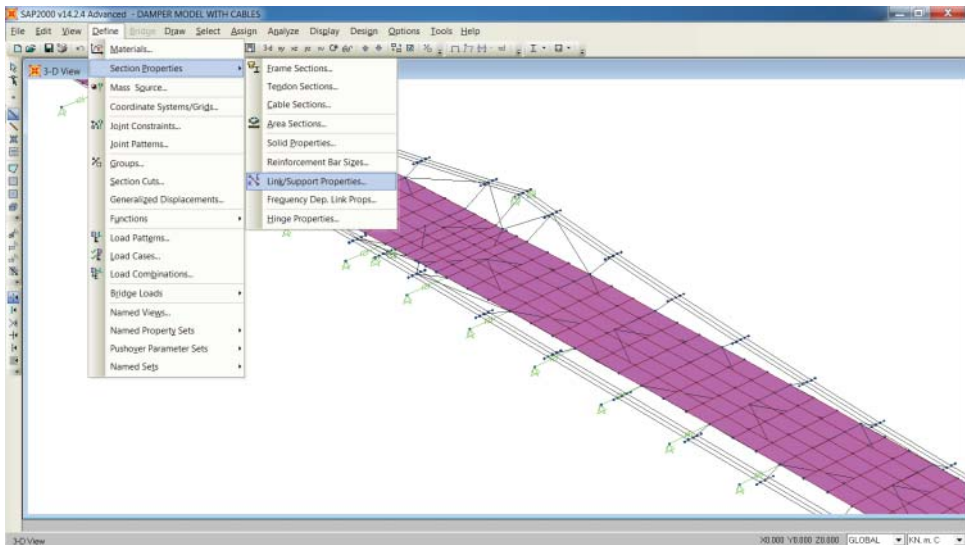 SAP2000 v14.2.4 Advanced - DAMPER MODEL WITH CABLES
File Edit View Define Bridge Draw Select Assign Analyze Display Design Options Tools Help
3-D View
Materials...
Section Properties
Mass Source...
Coordinate Systems/Grids...
Joint Constraints...
Joint Patterns...
Groups...
Section Cuts...
Generalized Displacements...
Functions
Load Patterns...
Load Cases...
Load Combinations...
Bridge Loads
Named Views...
Named Property Sets
Pushover Parameter Sets
Named Sets
Frame Sections...
Tendon Sections...
Cable Sections...
Area Sections...
Solid Properties...
Reinforcement Bar Sizes...
Link/Support Properties...
Frequency Dep. Link Props...
Hinge Properties...
3-D View
X0.000 Y0.000 Z0.000 GLOBAL KN, m, C